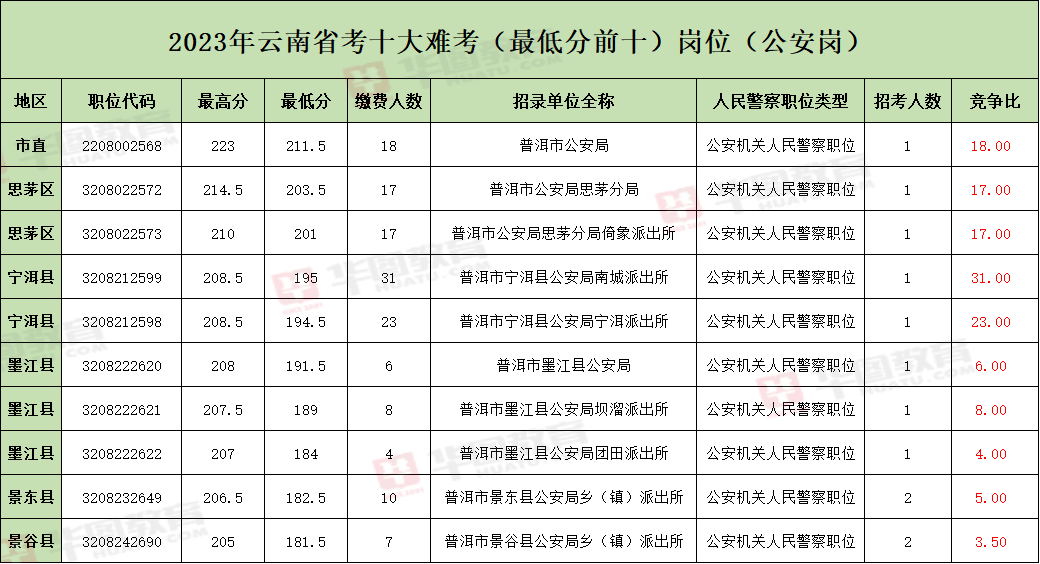 2023年云南省考十大难考（最低分前十）岗位（公安岗）
地区 职位代码 最高分 最低分 缴费人数 招录单位全称 人民警察职位类型 招考人数 竞争比
市直 2208002568 223 211.5 18 普洱市公安局 公安机关人民警察职位 1 18.00
思茅区 3208022572 214.5 203.5 17 普洱市公安局思茅分局 公安机关人民警察职位 1 17.00
思茅区 3208022573 210 201 17 普洱市公安局思茅分局倚象派出所 公安机关人民警察职位 1 17.00
宁洱县 3208212599 208.5 195 31 普洱市宁洱县公安局南城派出所 公安机关人民警察职位 1 31.00
宁洱县 3208212598 208.5 194.5 23 普洱市宁洱县公安局宁洱派出所 公安机关人民警察职位 1 23.00
墨江县 3208222620 208 191.5 6 普洱市墨江县公安局 公安机关人民警察职位 1 6.00
墨江县 3208222621 207.5 189 8 普洱市墨江县公安局坝溜派出所 公安机关人民警察职位 1 8.00
墨江县 3208222622 207 184 4 普洱市墨江县公安局团田派出所 公安机关人民警察职位 1 4.00
景东县 3208232649 206.5 182.5 10 普洱市景东县公安局乡（镇）派出所 公安机关人民警察职位 2 5.00
景谷县 3208242690 205 181.5 7 普洱市景谷县公安局乡（镇）派出所 公安机关人民警察职位 2 3.50
华图教育
HUATU.COM